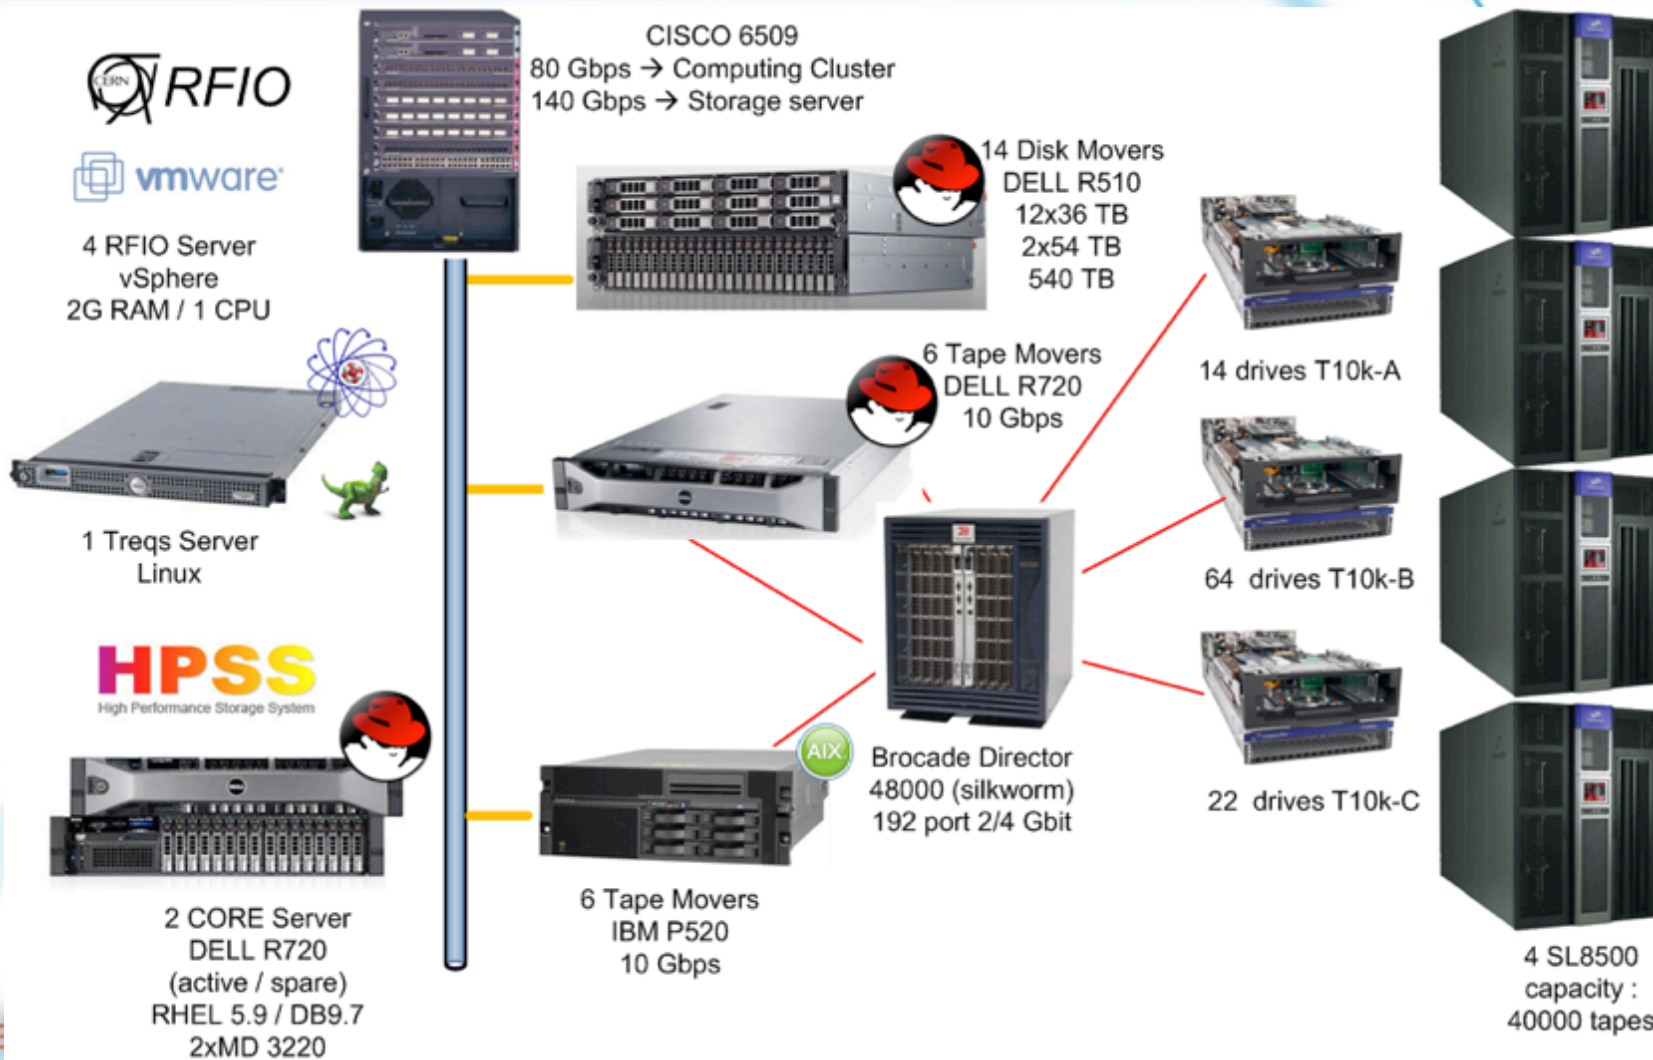 CERN RFIO
vmware®
4 RFIO Server
vSphere
2G RAM / 1 CPU
1 Treqs Server
Linux
HPSS
High Performance Storage System
2 CORE Server
DELL R720
(active / spare)
RHEL 5.9 / DB9.7
2xMD 3220
CISCO 6509
80 Gbps → Computing Cluster
140 Gbps → Storage server
14 Disk Movers
DELL R510
12x36 TB
2x54 TB
540 TB
6 Tape Movers
DELL R720
10 Gbps
AIX
6 Tape Movers
IBM P520
10 Gbps
Brocade Director
48000 (silkworm)
192 port 2/4 Gbit
14 drives T10k-A
64 drives T10k-B
22 drives T10k-C
4 SL8500
capacity :
40000 tapes